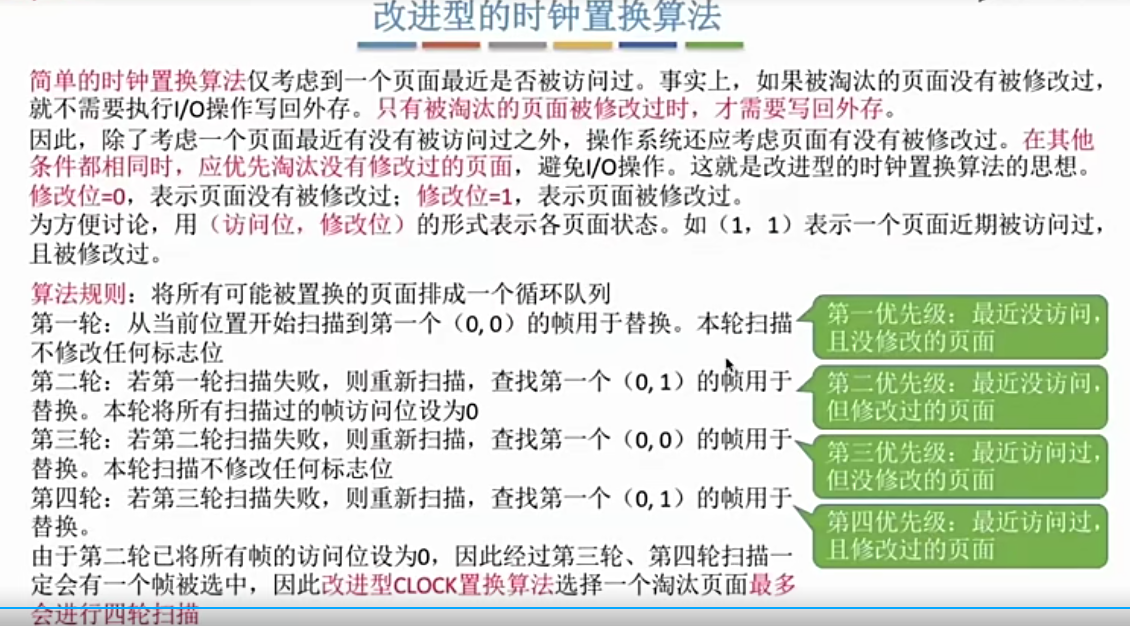 改进型的时钟置换算法
简单的时钟置换算法仅考虑到一个页面最近是否被访问过。事实上，如果被淘汰的页面没有被修改过，
就不需要执行I/O操作写回外存。只有被淘汰的页面被修改过时，才需要写回外存。
因此，除了考虑一个页面最近有没有被访问过之外，操作系统还应考虑页面有没有被修改过。在其他
条件都相同时，应优先淘汰没有修改过的页面，避免I/O操作。这就是改进型的时钟置换算法的思想。
修改位=0，表示页面没有被修改过；修改位=1，表示页面被修改过。
为方便讨论，用（访问位，修改位）的形式表示各页面状态。如（1，1）表示一个页面近期被访问过，
且被修改过。
算法规则：将所有可能被置换的页面排成一个循环队列
第一轮：从当前位置开始扫描到第一个（0, 0）的帧用于替换。本轮扫描
不修改任何标志位
第二轮：若第一轮扫描失败，则重新扫描，查找第一个（0, 1）的帧用于
替换。本轮将所有扫描过的帧访问位设为0
第三轮：若第二轮扫描失败，则重新扫描，查找第一个（0, 0）的帧用于
替换。本轮扫描不修改任何标志位
第四轮：若第三轮扫描失败，则重新扫描，查找第一个（0, 1）的帧用于
替换。
由于第二轮已将所有帧的访问位设为0，因此经过第三轮、第四轮扫描一
定会有一个帧被选中，因此改进型CLOCK置换算法选择一个淘汰页面最多
会进行四轮扫描
第一优先级：最近没访问，
且没修改的页面
第二优先级：最近没访问，
但修改过的页面
第三优先级：最近访问过，
但没修改的页面
第四优先级：最近访问过，
且修改过的页面